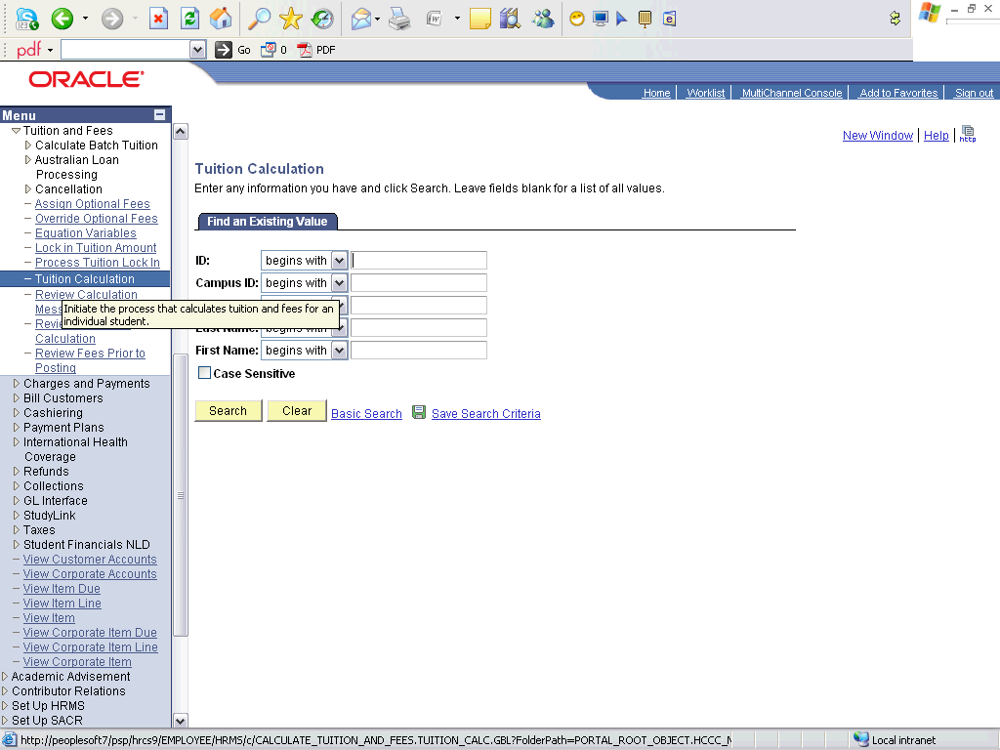 pdf
Go
0
PDF
ORACLE
Home
Worklist
MultiChannel Console
Add to Favorites
Sign out
Menu
Tuition and Fees
Calculate Batch Tuition
Australian Loan
Processing
Cancellation
Assign Optional Fees
Override Optional Fees
Equation Variables
Lock in Tuition Amount
Process Tuition Lock In
Tuition Calculation
Review Calculation
Calculation
Review Fees Prior to
Posting
Charges and Payments
Bill Customers
Cashiering
Payment Plans
International Health
Coverage
Refunds
Collections
GL Interface
StudyLink
Taxes
Student Financials NLD
View Customer Accounts
View Corporate Accounts
View Item Due
View Item Line
View Item
View Corporate Item Due
View Corporate Item Line
View Corporate Item
Academic Advisement
Contributor Relations
Set Up HRMS
Set Up SACR
Initiate the process that calculates tuition and fees for an
individual student.
New Window
Help
http
Tuition Calculation
Enter any information you have and click Search. Leave fields blank for a list of all values.
Find an Existing Value
ID: begins with
Campus ID: begins with
Last Name: begins with
First Name: begins with
Case Sensitive
Search
Clear
Basic Search
Save Search Criteria
http://peoplesoft7/psp/hrcs9/EMPLOYEE/HRMS/c/CALCULATE_TUITION_AND_FEES.TUITION_CALC.GBL?FolderPath=PORTAL_ROOT_OBJECT.HCCC_
Local intranet